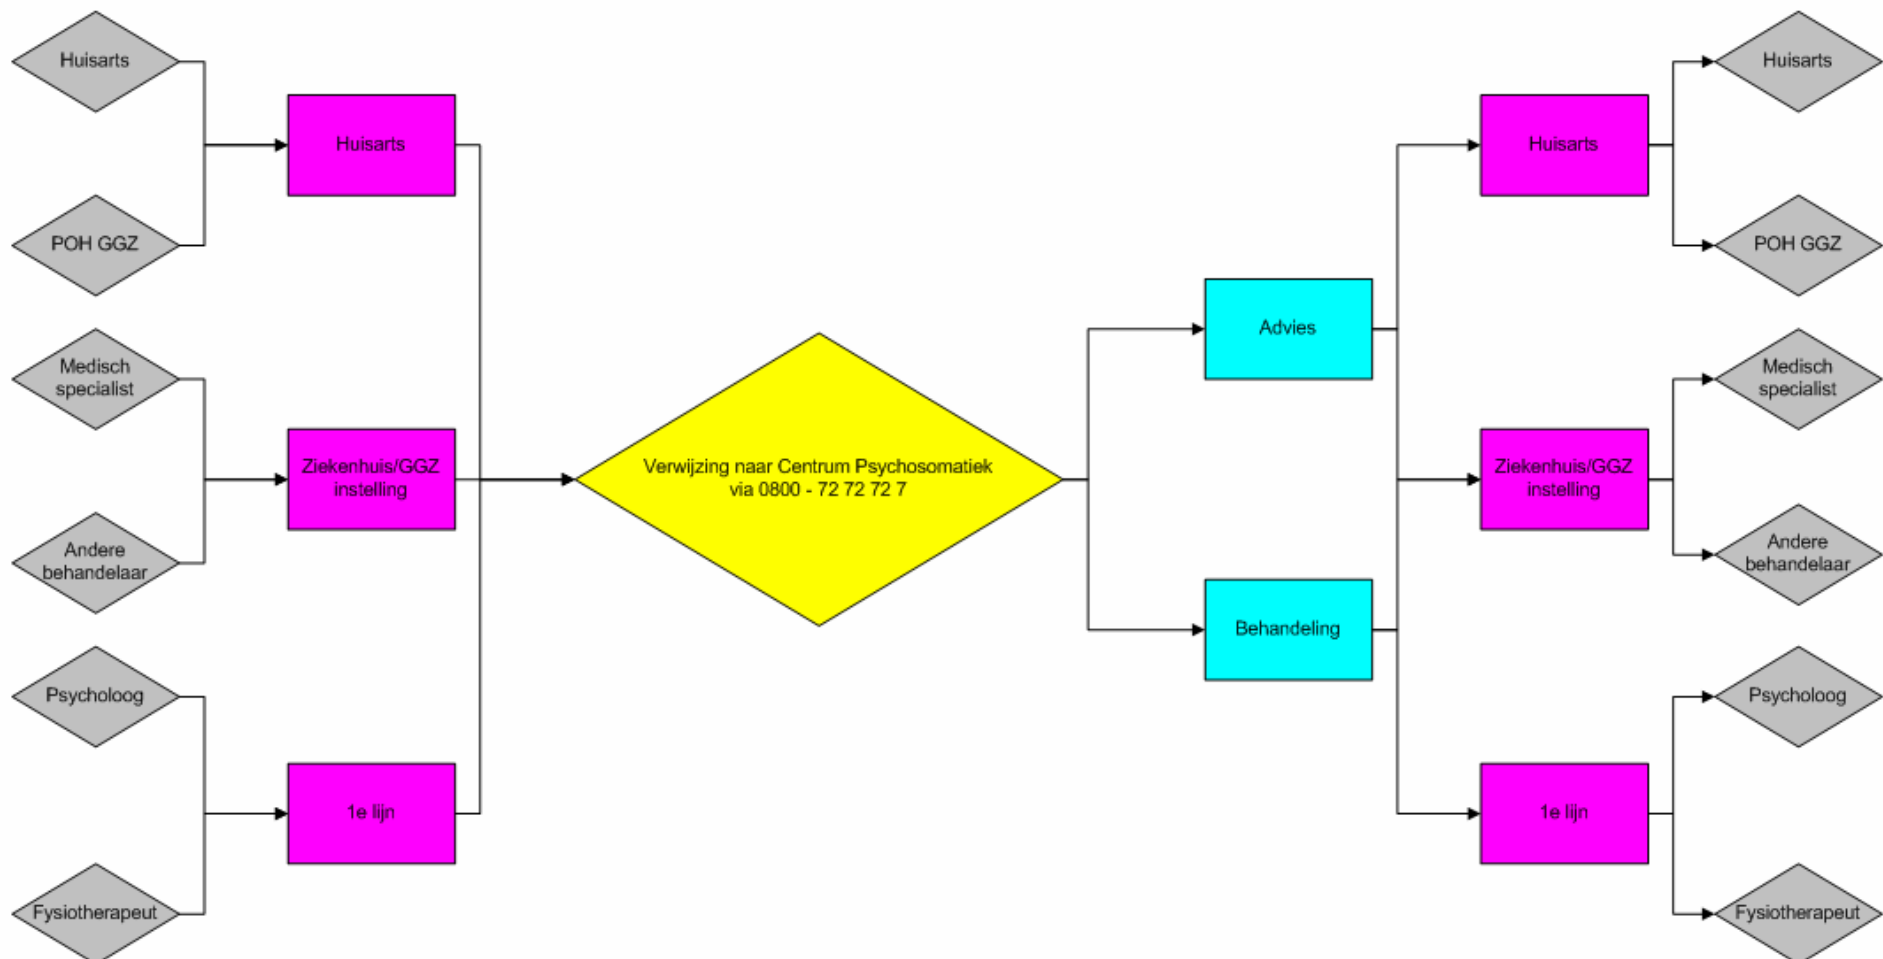 Huisarts
POH GGZ
Huisarts
Medisch
specialist
Andere
behandelaar
Ziekenhuis/GGZ
instelling
Psycholoog
Fysiotherapeut
1e lijn
Verwijzing naar Centrum Psychosomatiek
via 0800 - 72 72 72 7
Advies
Behandeling
Huisarts
Huisarts
POH GGZ
Ziekenhuis/GGZ
instelling
Medisch
specialist
Andere
behandelaar
1e lijn
Psycholoog
Fysiotherapeut